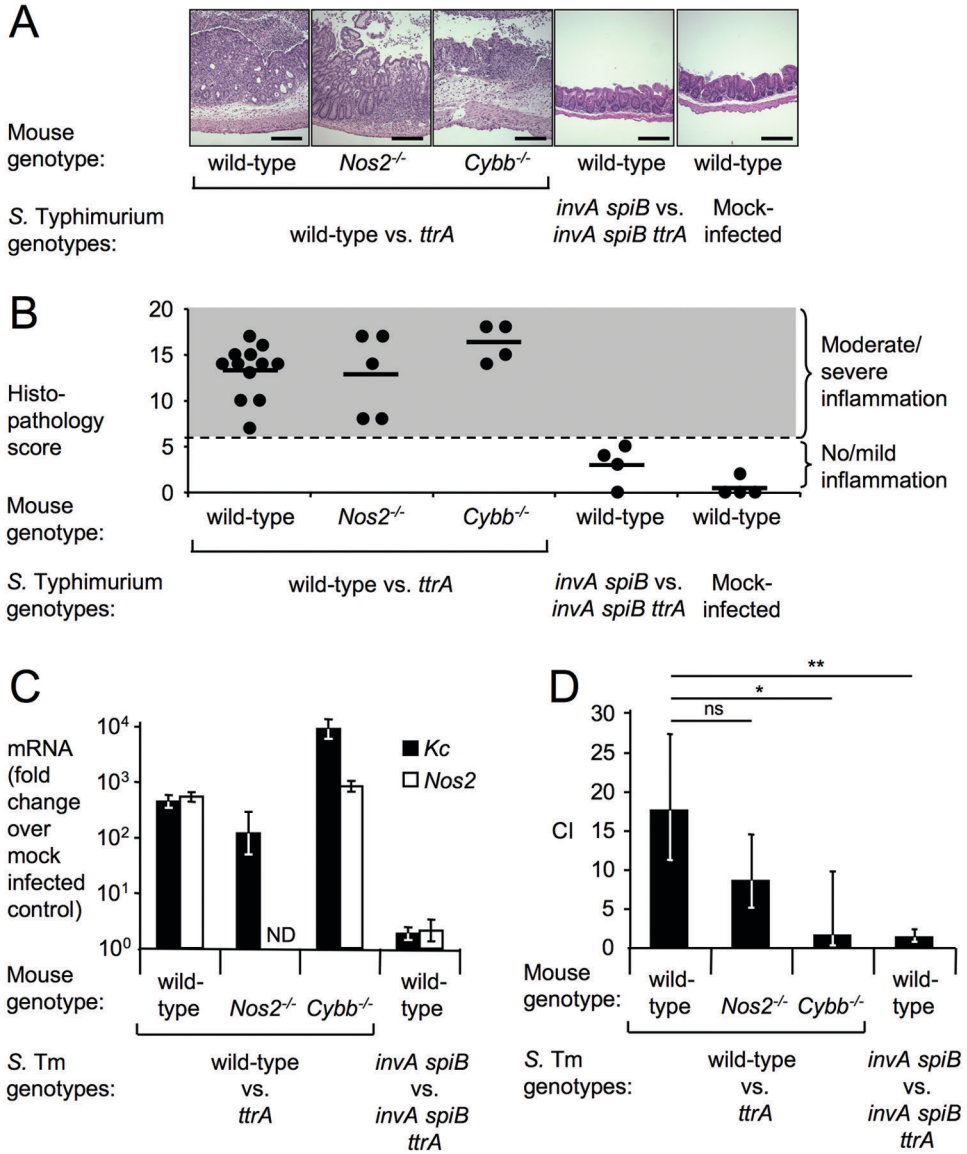 A
Mouse
genotype:
wild-type Nos2-/- Cybb-/- wild-type wild-type
S. Typhimurium
genotypes:
wild-type vs. ttrA
invA spiB vs.
invA spiB ttrA
Mock-
infected
B
Histo-
pathology
score
20
15
10
5
0
Moderate/
severe
inflammation
No/mild
inflammation
Mouse
genotype:
wild-type Nos2-/- Cybb-/- wild-type wild-type
S. Typhimurium
genotypes:
wild-type vs. ttrA
invA spiB vs.
invA spiB ttrA
Mock-
infected
C
mRNA
(fold
change
over
mock
infected
control)
10⁴
10³
10²
10¹
10⁰
Kc
Nos2
ND
Mouse
genotype:
wild-
type
Nos2-/- Cybb-/-
wild-
type
S. Tm
genotypes:
wild-type
vs.
ttrA
invA spiB
vs.
invA spiB
ttrA
D
**
*
ns
CI
30
25
20
15
10
5
0
Mouse
genotype:
wild-
type
Nos2-/- Cybb-/-
wild-
type
S. Tm
genotypes:
wild-type
vs.
ttrA
invA spiB
vs.
invA spiB
ttrA